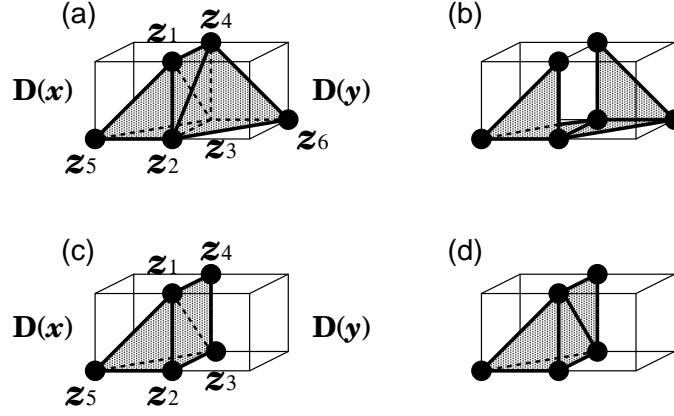 (a) z4 (b)
z1
D(x) D(y)
z3 z6
z5 z2
(c) z4 (d)
z1
D(x) D(y)
z3
z5 z2